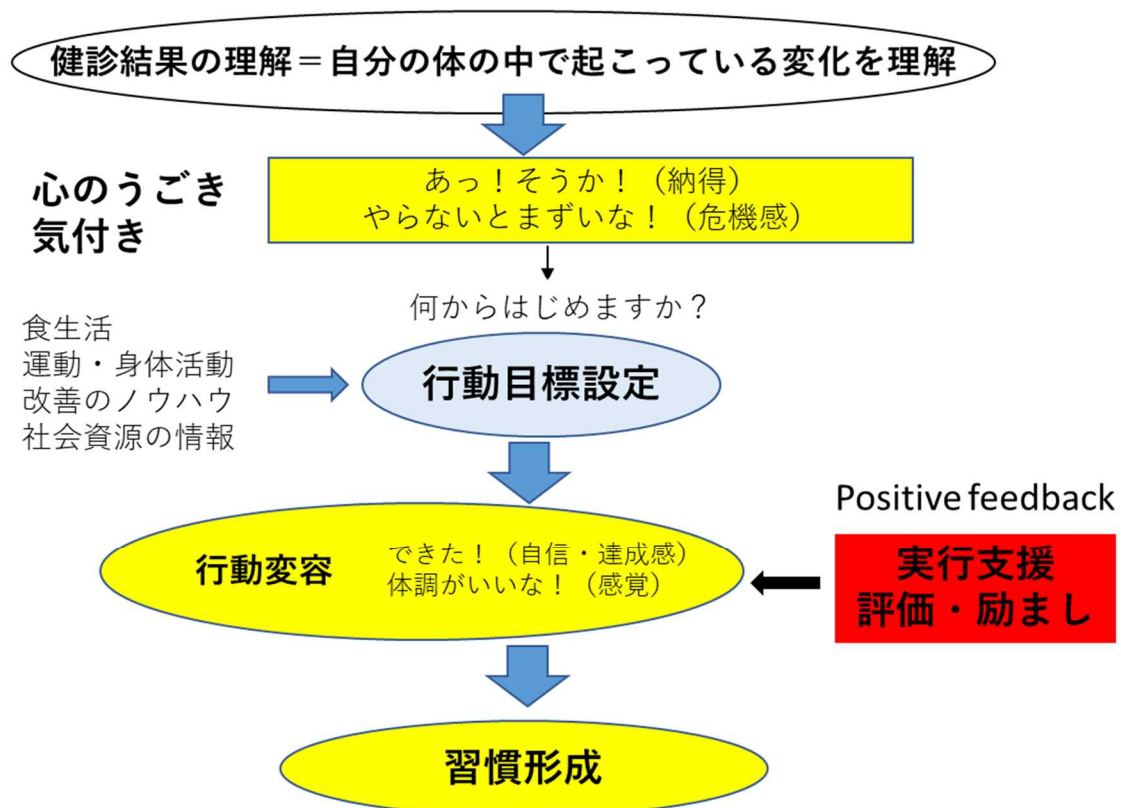 健診結果の理解＝自分の体の中で起こっている変化を理解
心のうごき
気付き
あっ！そうか！（納得）
やらないとまずいな！（危機感）
何からはじめますか？
食生活
運動・身体活動
改善のノウハウ
社会資源の情報
行動目標設定
行動変容
できた！（自信・達成感）
体調がいいな！（感覚）
Positive feedback
実行支援
評価・励まし
習慣形成